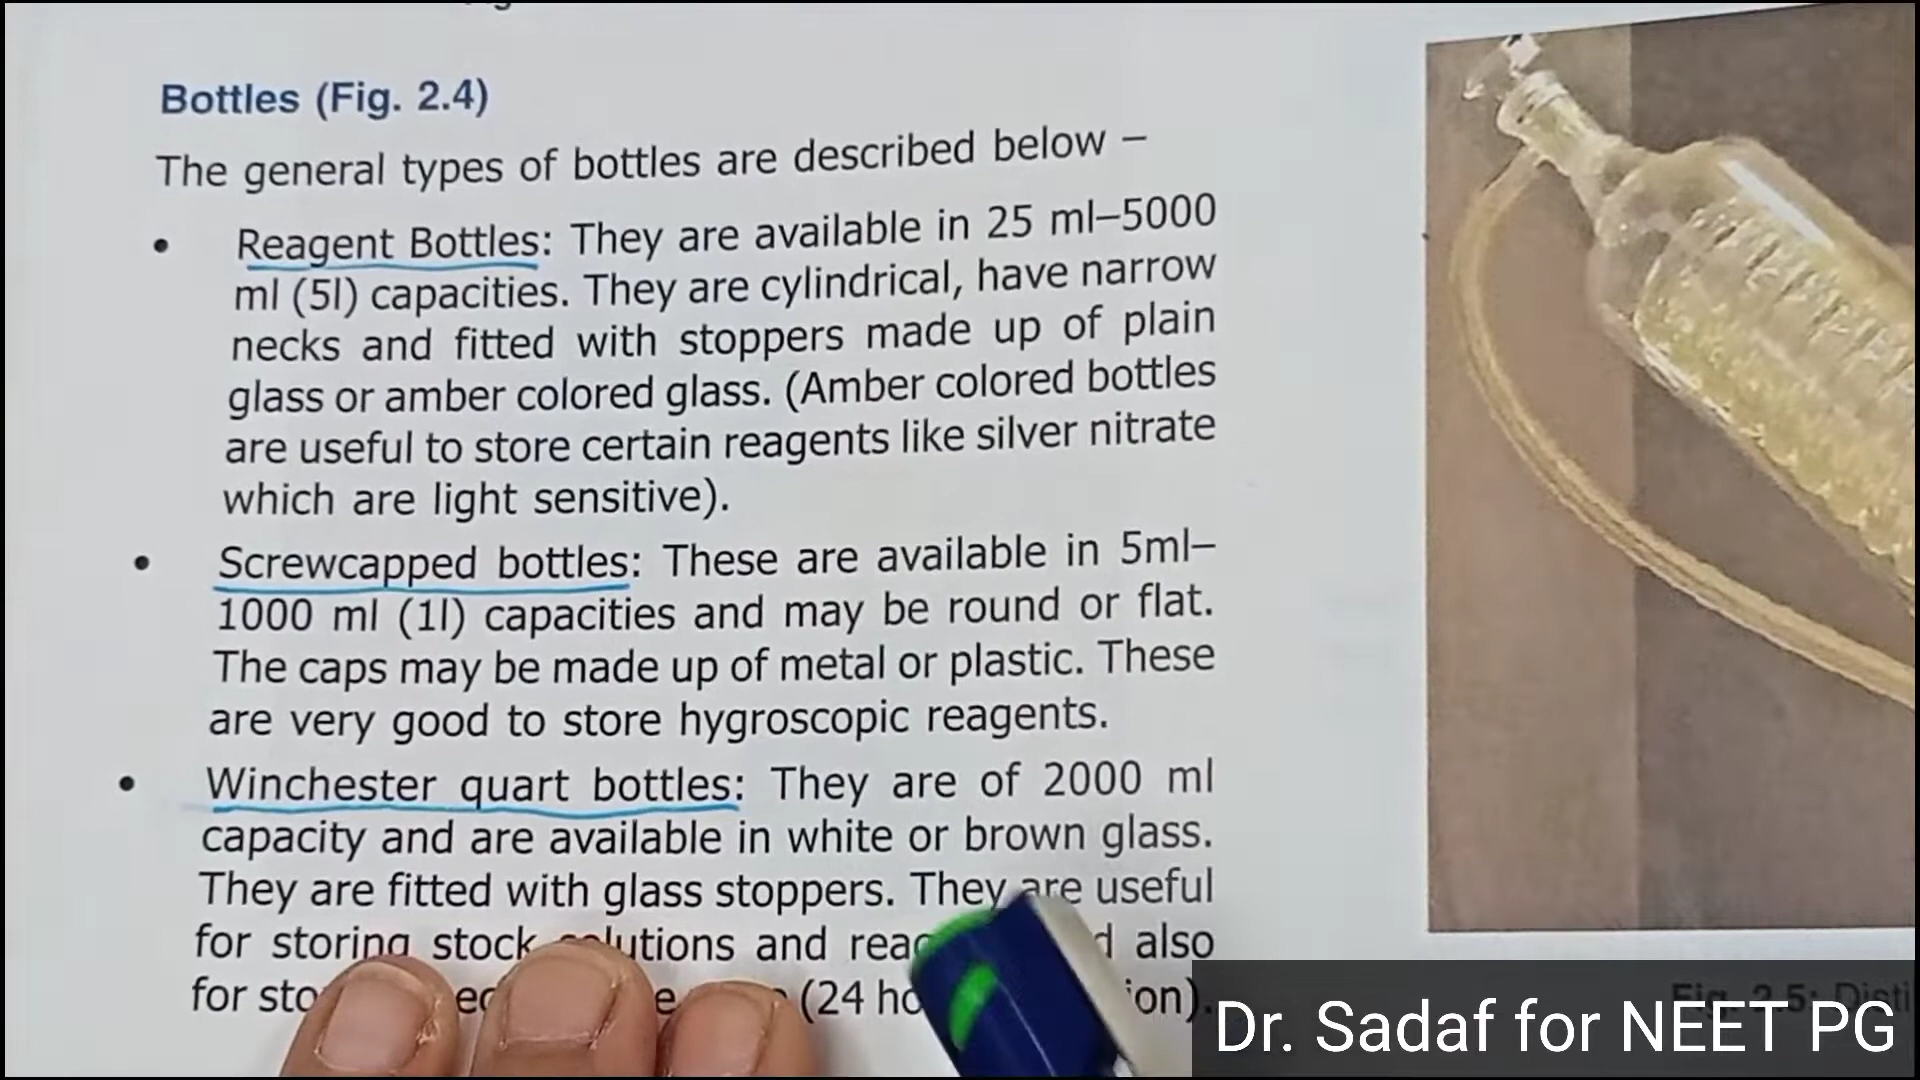 Bottles (Fig. 2.4)
The general types of bottles are described below –
• Reagent Bottles: They are available in 25 ml–5000
ml (5l) capacities. They are cylindrical, have narrow
necks and fitted with stoppers made up of plain
glass or amber colored glass. (Amber colored bottles
are useful to store certain reagents like silver nitrate
which are light sensitive).
• Screwcapped bottles: These are available in 5ml–
1000 ml (1l) capacities and may be round or flat.
The caps may be made up of metal or plastic. These
are very good to store hygroscopic reagents.
• Winchester quart bottles: They are of 2000 ml
capacity and are available in white or brown glass.
They are fitted with glass stoppers. They are useful
for storing stock solutions and also
for (24
Fig. 2.5:
Dr. Sadaf for NEET PG